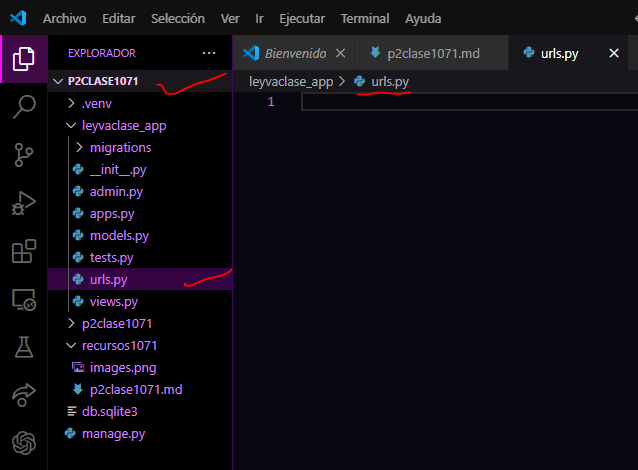 Archivo Editar Selección Ver Ir Ejecutar Terminal Ayuda
EXPLORADOR ···
Bienvenido p2clase1071.md urls.py
P2CLASE1071
leyvaclase_app > urls.py
1
.venv
leyvaclase_app
migrations
__init__.py
admin.py
apps.py
models.py
tests.py
urls.py
views.py
p2clase1071
recursos1071
images.png
p2clase1071.md
db.sqlite3
manage.py